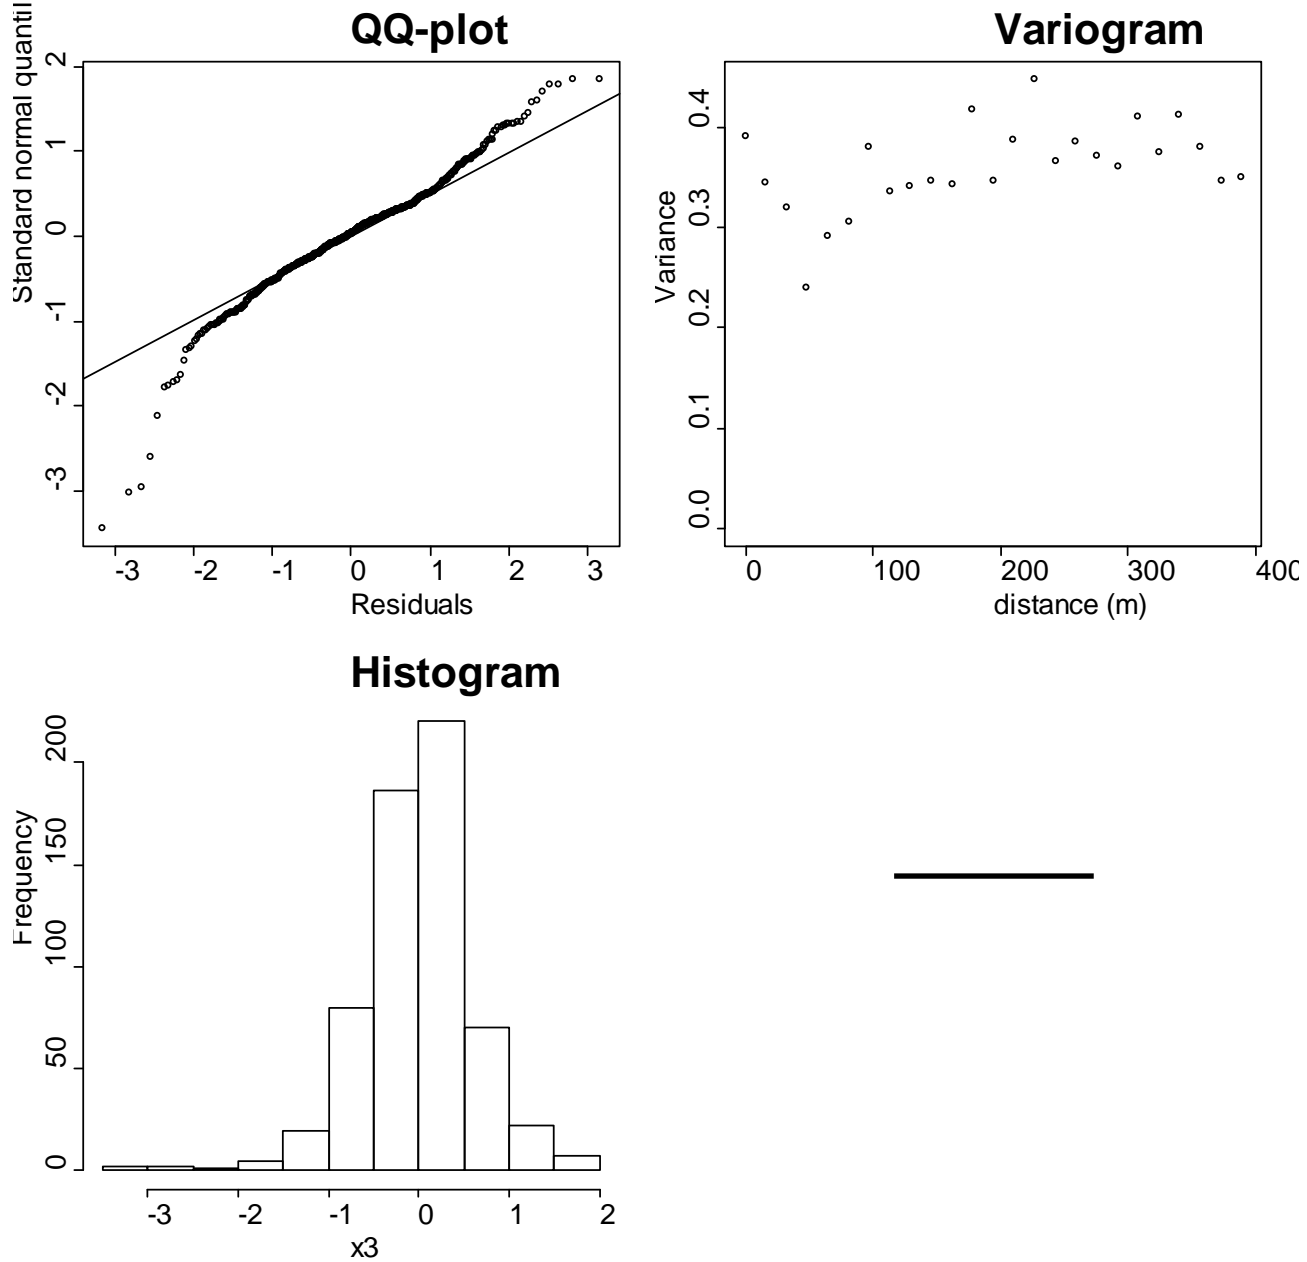 QQ-plot
Standard normal quantil
2
1
0
-1
-2
-3
-3 -2 -1 0 1 2 3
Residuals
Variogram
Variance
0.4
0.3
0.2
0.1
0.0
0 100 200 300 400
distance (m)
Histogram
Frequency
200
150
100
50
0
-3 -2 -1 0 1 2
x3